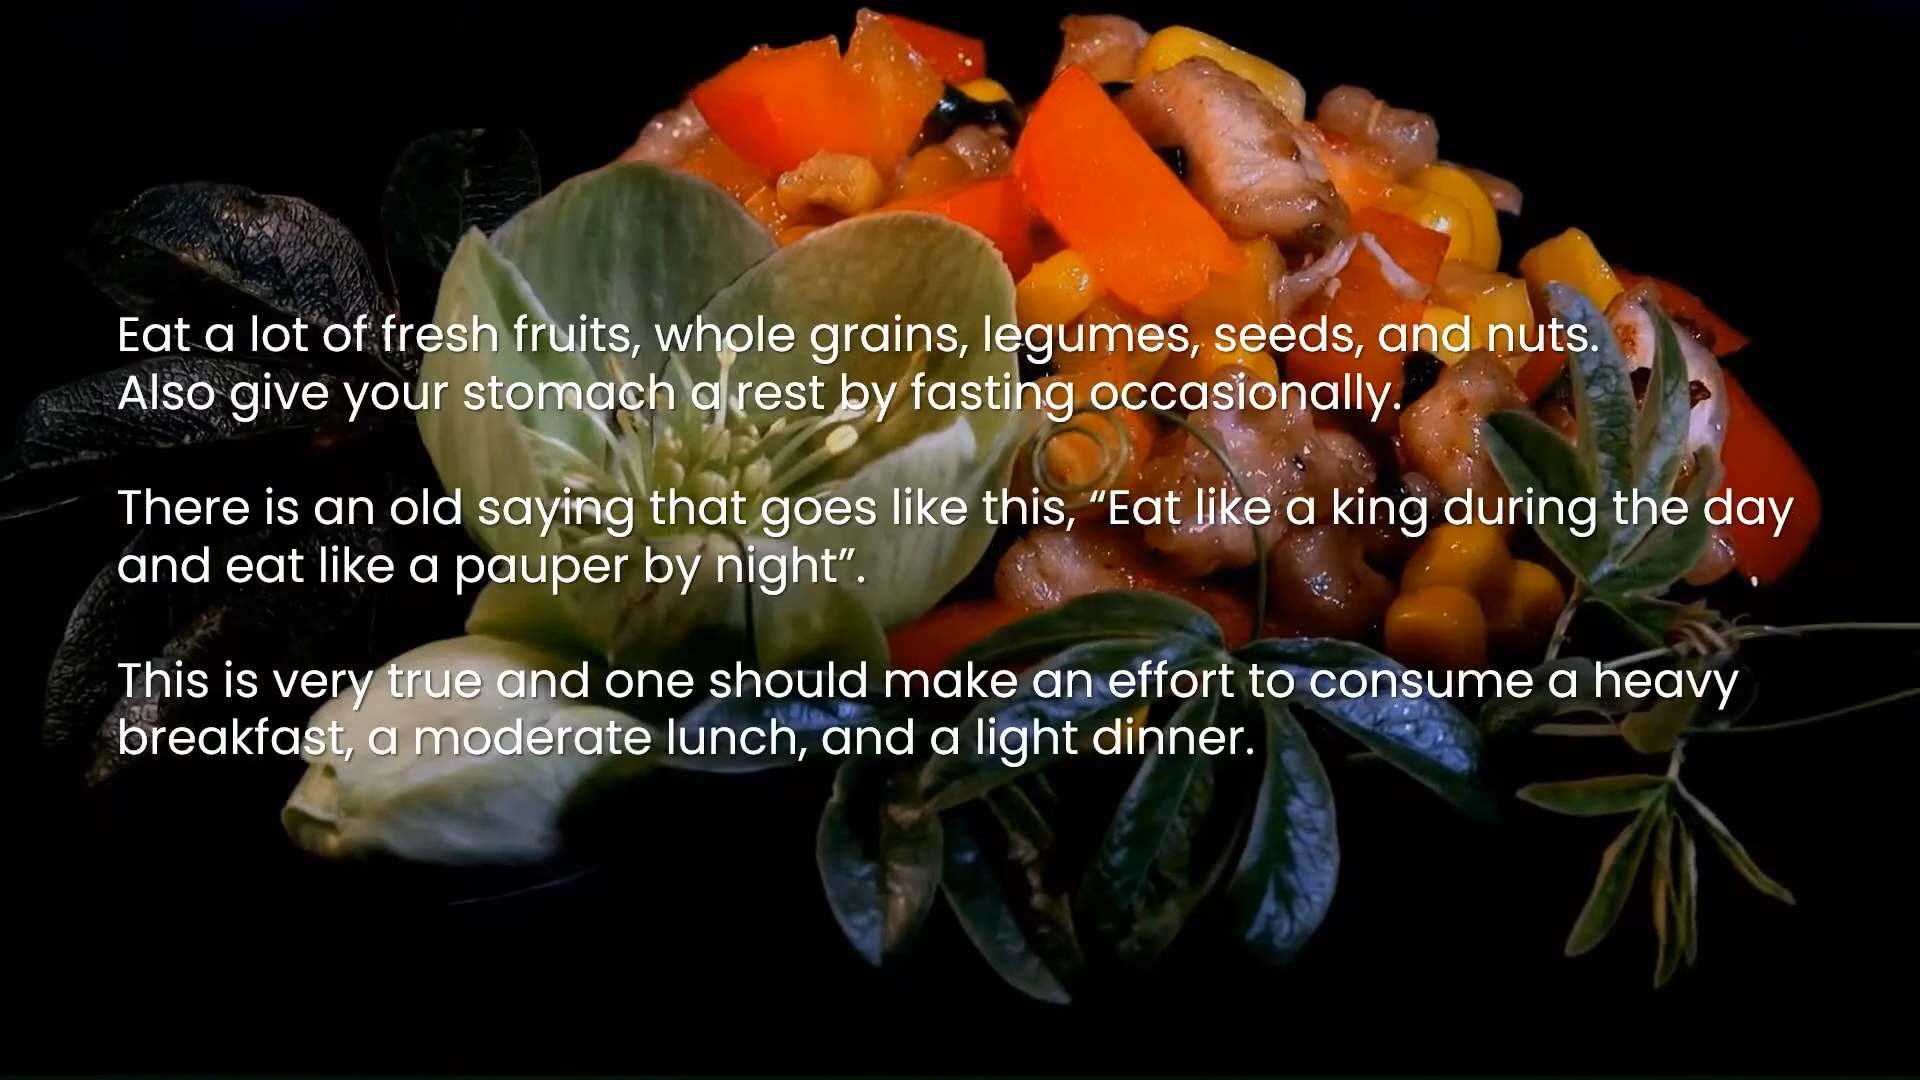 Eat a lot of fresh fruits, whole grains, legumes, seeds, and nuts.
Also give your stomach a rest by fasting occasionally.
There is an old saying that goes like this, “Eat like a king during the day
and eat like a pauper by night”.
This is very true and one should make an effort to consume a heavy
breakfast, a moderate lunch, and a light dinner.